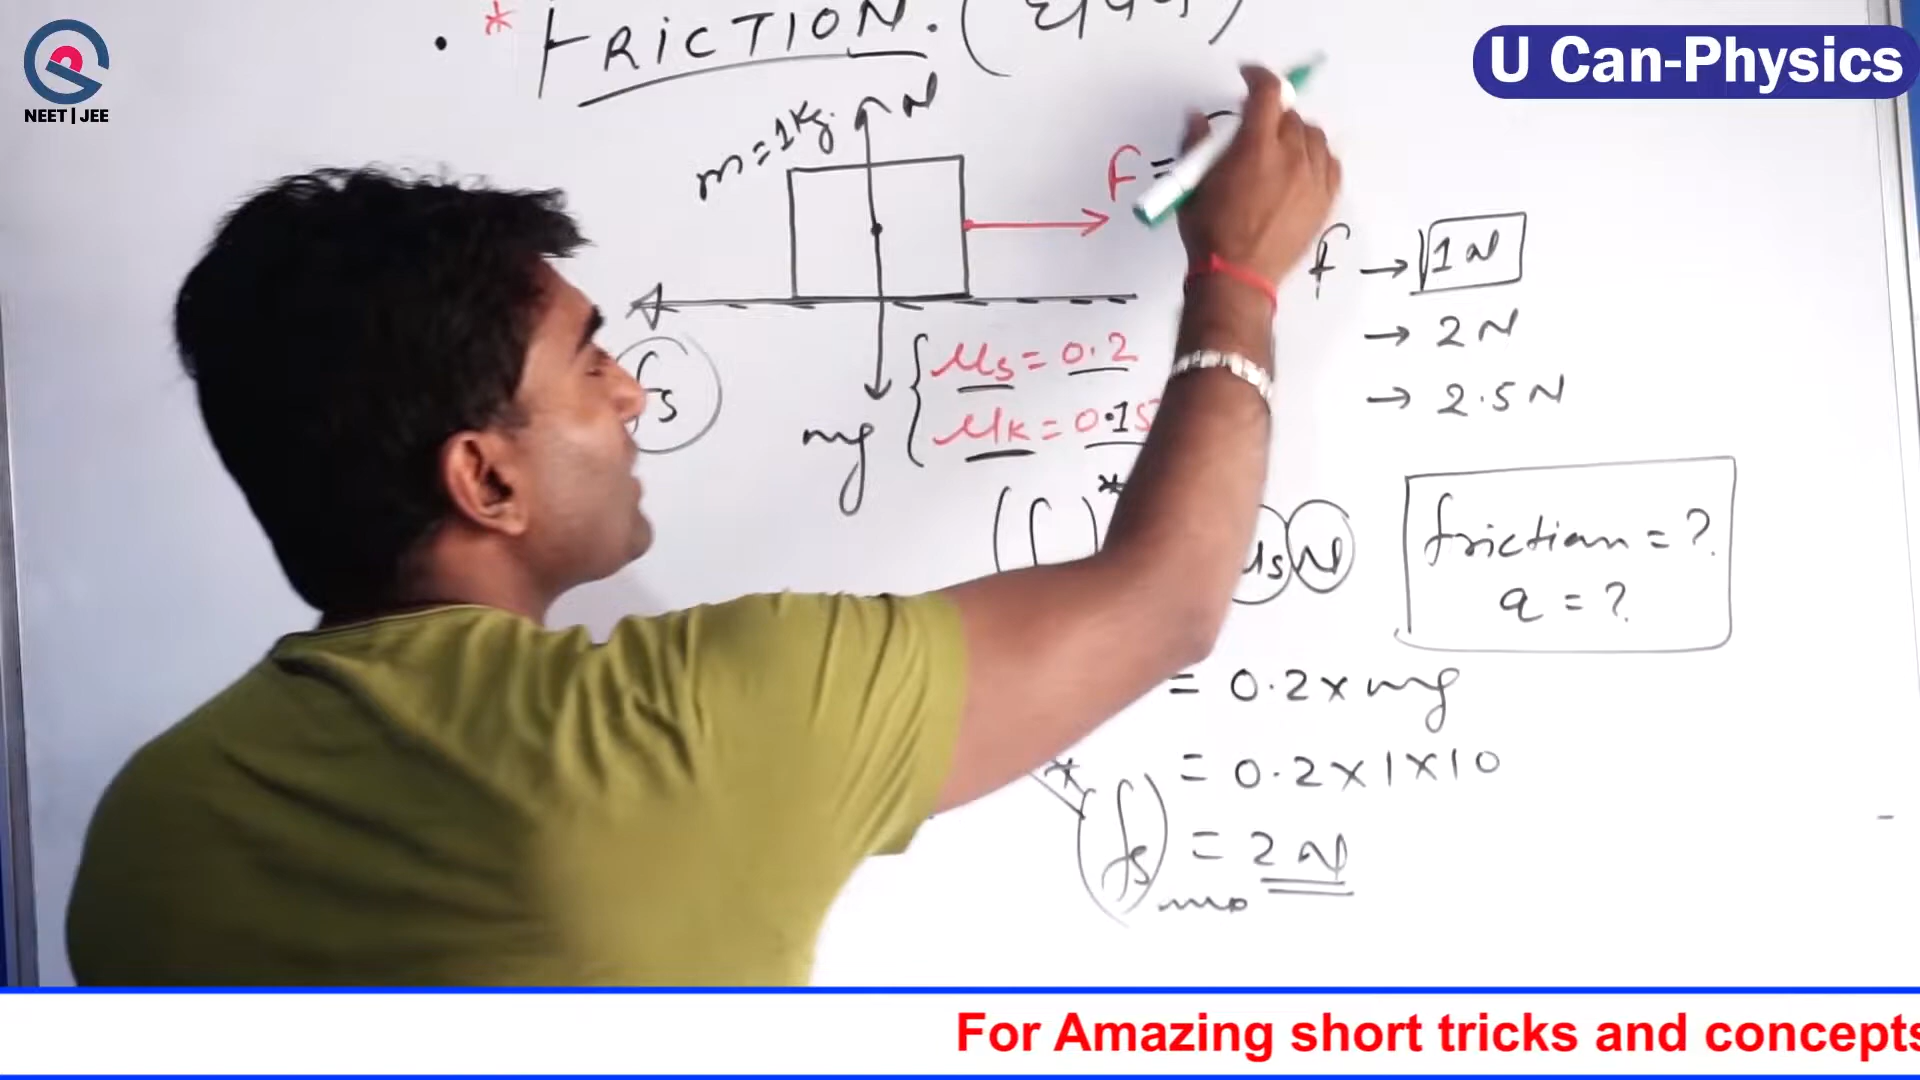 NEET|JEE
U Can-Physics
• * FRICTION. (
m=1kg.
N
F =
f → 1N
→ 2N
→ 2.5N
fs
mg
μs = 0.2
μk = 0.15
*
μsN
friction = ?
a = ?
= 0.2 x mg
= 0.2 x 1 x 10
*
(fs) = 2N
For Amazing short tricks and concepts